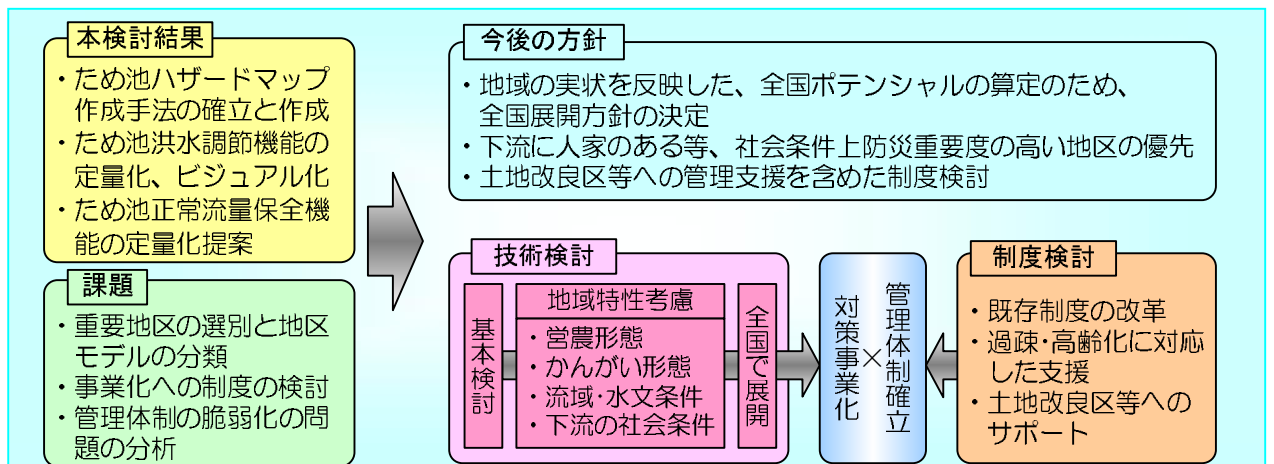 本検討結果
・ため池ハザードマップ
作成手法の確立と作成
・ため池洪水調節機能の
定量化、ビジュアル化
・ため池正常流量保全機
能の定量化提案
課題
・重要地区の選別と地区
モデルの分類
・事業化への制度の検討
・管理体制の脆弱化の問
題の分析
今後の方針
・地域の実状を反映した、全国ポテンシャルの算定のため、
全国展開方針の決定
・下流に人家のある等、社会条件上防災重要度の高い地区の優先
・土地改良区等への管理支援を含めた制度検討
技術検討
基本検討
地域特性考慮
・営農形態
・かんがい形態
・流域・水文条件
・下流の社会条件
全国で展開
管理体制確立
×
対策事業化
制度検討
・既存制度の改革
・過疎・高齢化に対応
した支援
・土地改良区等への
サポート